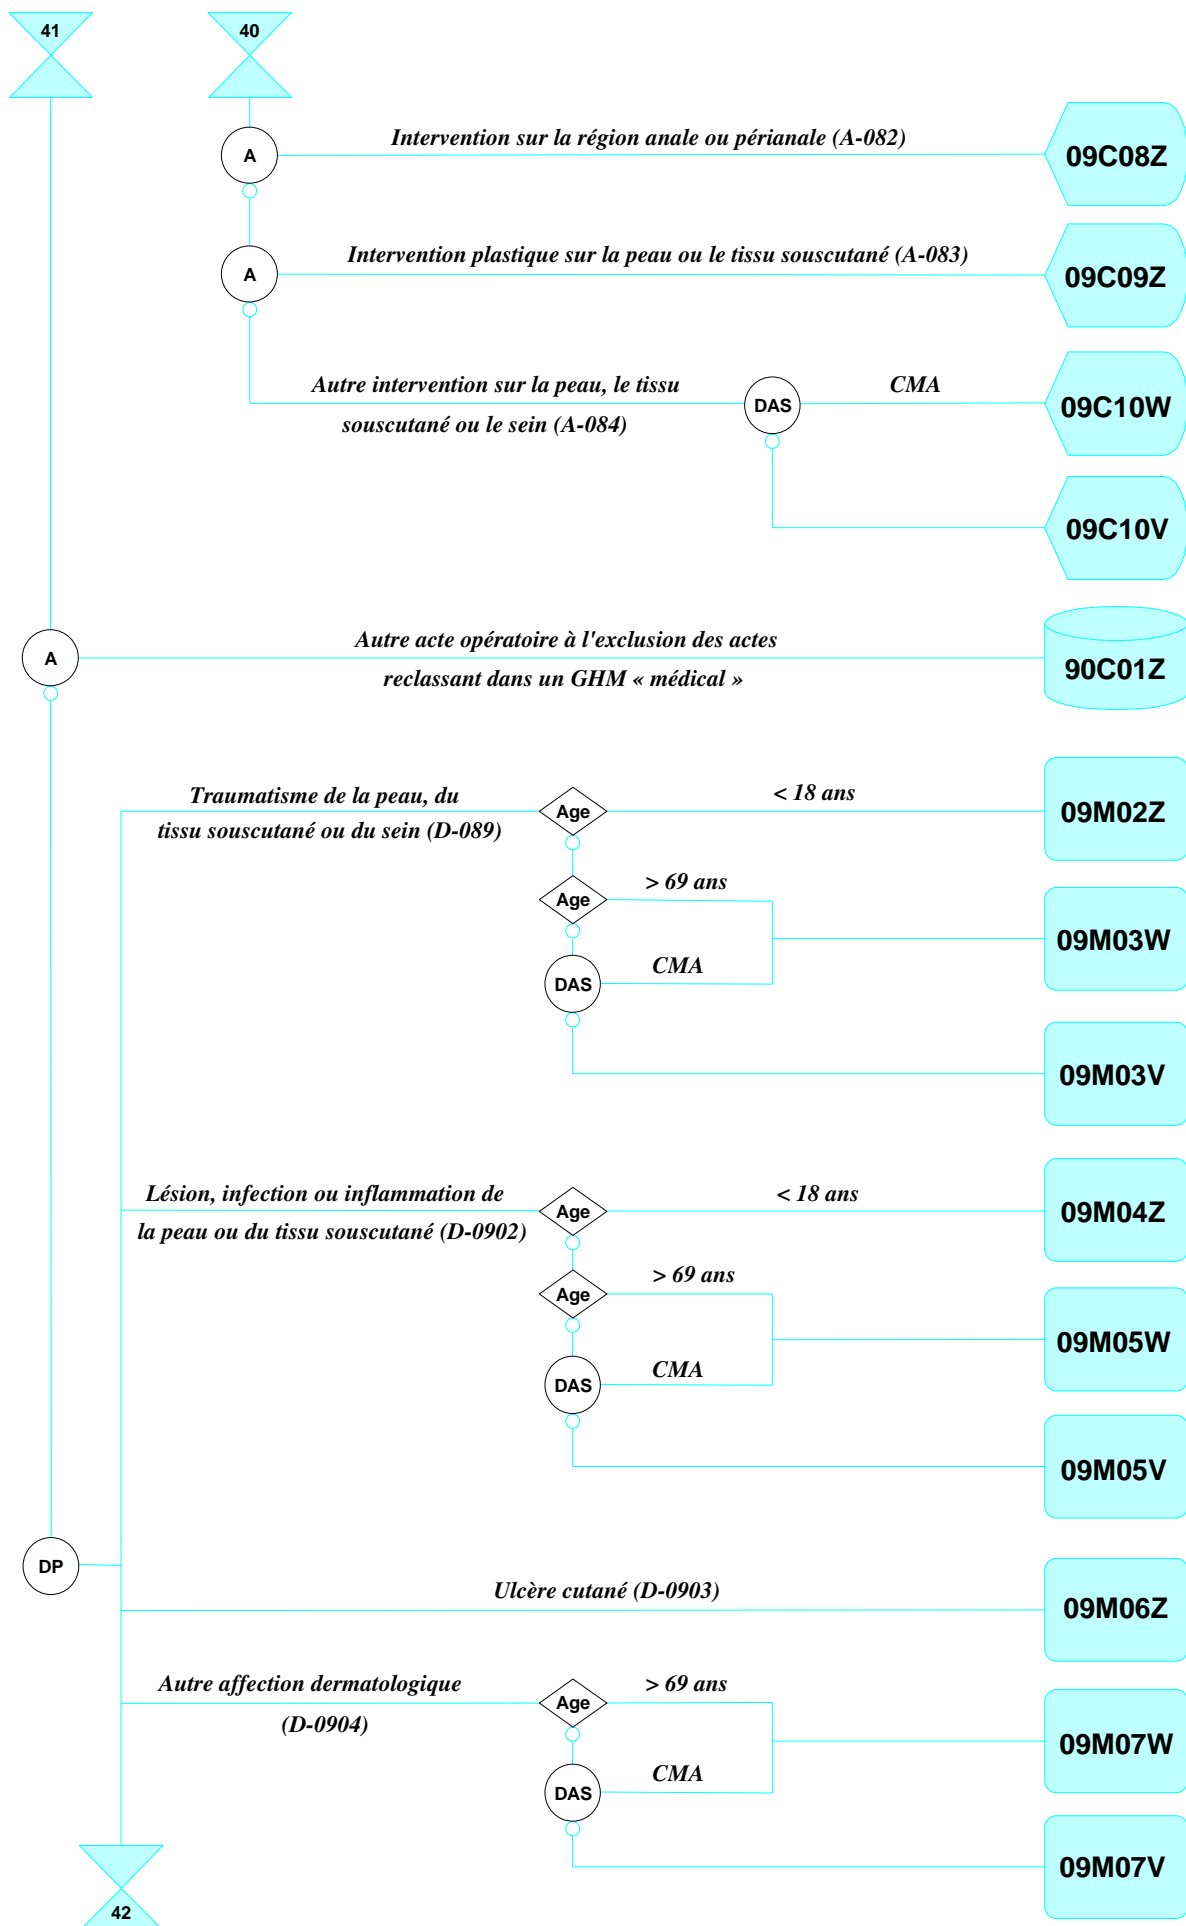 41
40
A
Intervention sur la région anale ou périanale (A-082)
09C08Z
A
Intervention plastique sur la peau ou le tissu souscutané (A-083)
09C09Z
Autre intervention sur la peau, le tissu
souscutané ou le sein (A-084)
DAS
CMA
09C10W
09C10V
A
Autre acte opératoire à l'exclusion des actes
reclassant dans un GHM « médical »
90C01Z
Traumatisme de la peau, du
tissu souscutané ou du sein (D-089)
Age
< 18 ans
09M02Z
Age
> 69 ans
09M03W
DAS
CMA
09M03V
Lésion, infection ou inflammation de
la peau ou du tissu souscutané (D-0902)
Age
< 18 ans
09M04Z
Age
> 69 ans
09M05W
DAS
CMA
09M05V
DP
Ulcère cutané (D-0903)
09M06Z
Autre affection dermatologique
(D-0904)
Age
> 69 ans
09M07W
DAS
CMA
09M07V
42